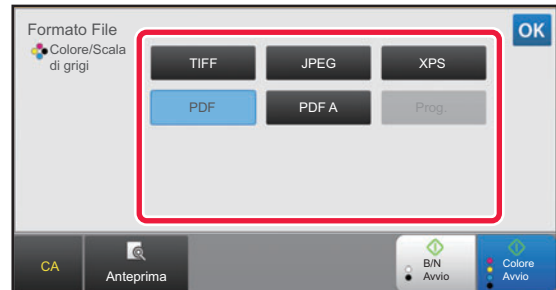 Formato File
OK
Colore/Scala
di grigi
TIFF
JPEG
XPS
PDF
PDF A
Prog.
CA
Anteprima
B/N
Avvio
Colore
Avvio